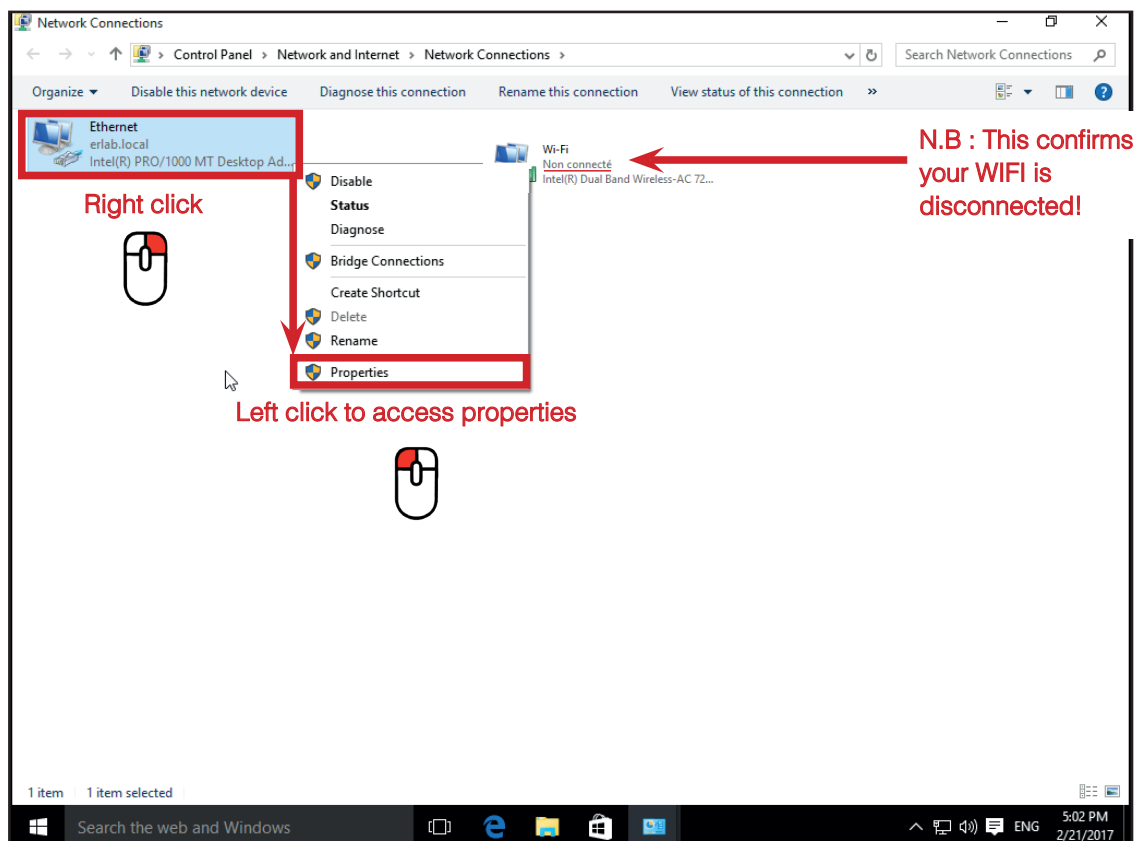 Network Connections
Control Panel > Network and Internet > Network Connections >
Search Network Connections
Organize
Disable this network device
Diagnose this connection
Rename this connection
View status of this connection
»
Ethernet
erlab.local
Intel(R) PRO/1000 MT Desktop Ad...
Wi-Fi
Non connecté
Intel(R) Dual Band Wireless-AC 72...
N.B : This confirms
your WIFI is
disconnected!
Right click
Disable
Status
Diagnose
Bridge Connections
Create Shortcut
Delete
Rename
Properties
Left click to access properties
1 item
1 item selected
Search the web and Windows
ENG
5:02 PM
2/21/2017